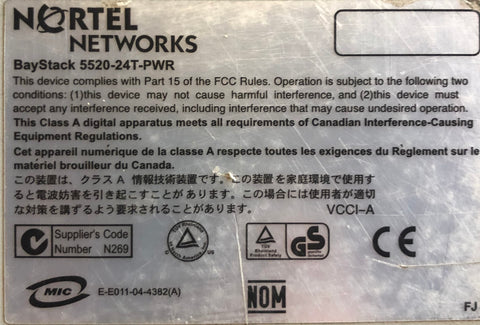 NORTEL
NETWORKS
BayStack 5520-24T-PWR
This device complies with Part 15 of the FCC Rules. Operation is subject to the following two
conditions: (1)this device may not cause harmful interference, and (2)this device must
accept any interference received, including interference that may cause undesired operation.
This Class A digital apparatus meets all requirements of Canadian Interference-Causing
Equipment Regulations.
Cet appareil numérique de la classe A respecte toutes les exigences du Règlement sur le
matériel brouilleur du Canada.
この装置は、クラス A 情報技術装置です。この装置を家庭環境で使用す
ると電波妨害を引き起こすことがあります。この場合には使用者が適切
な対策を講ずるよう要求されることがあります。 VCCI-A
Supplier's Code
Number N269
TÜV Rheinland
C US
TÜV
Rheinland
Product Safety
GS
CE
MIC
E-E011-04-4382(A)
NOM
FJ